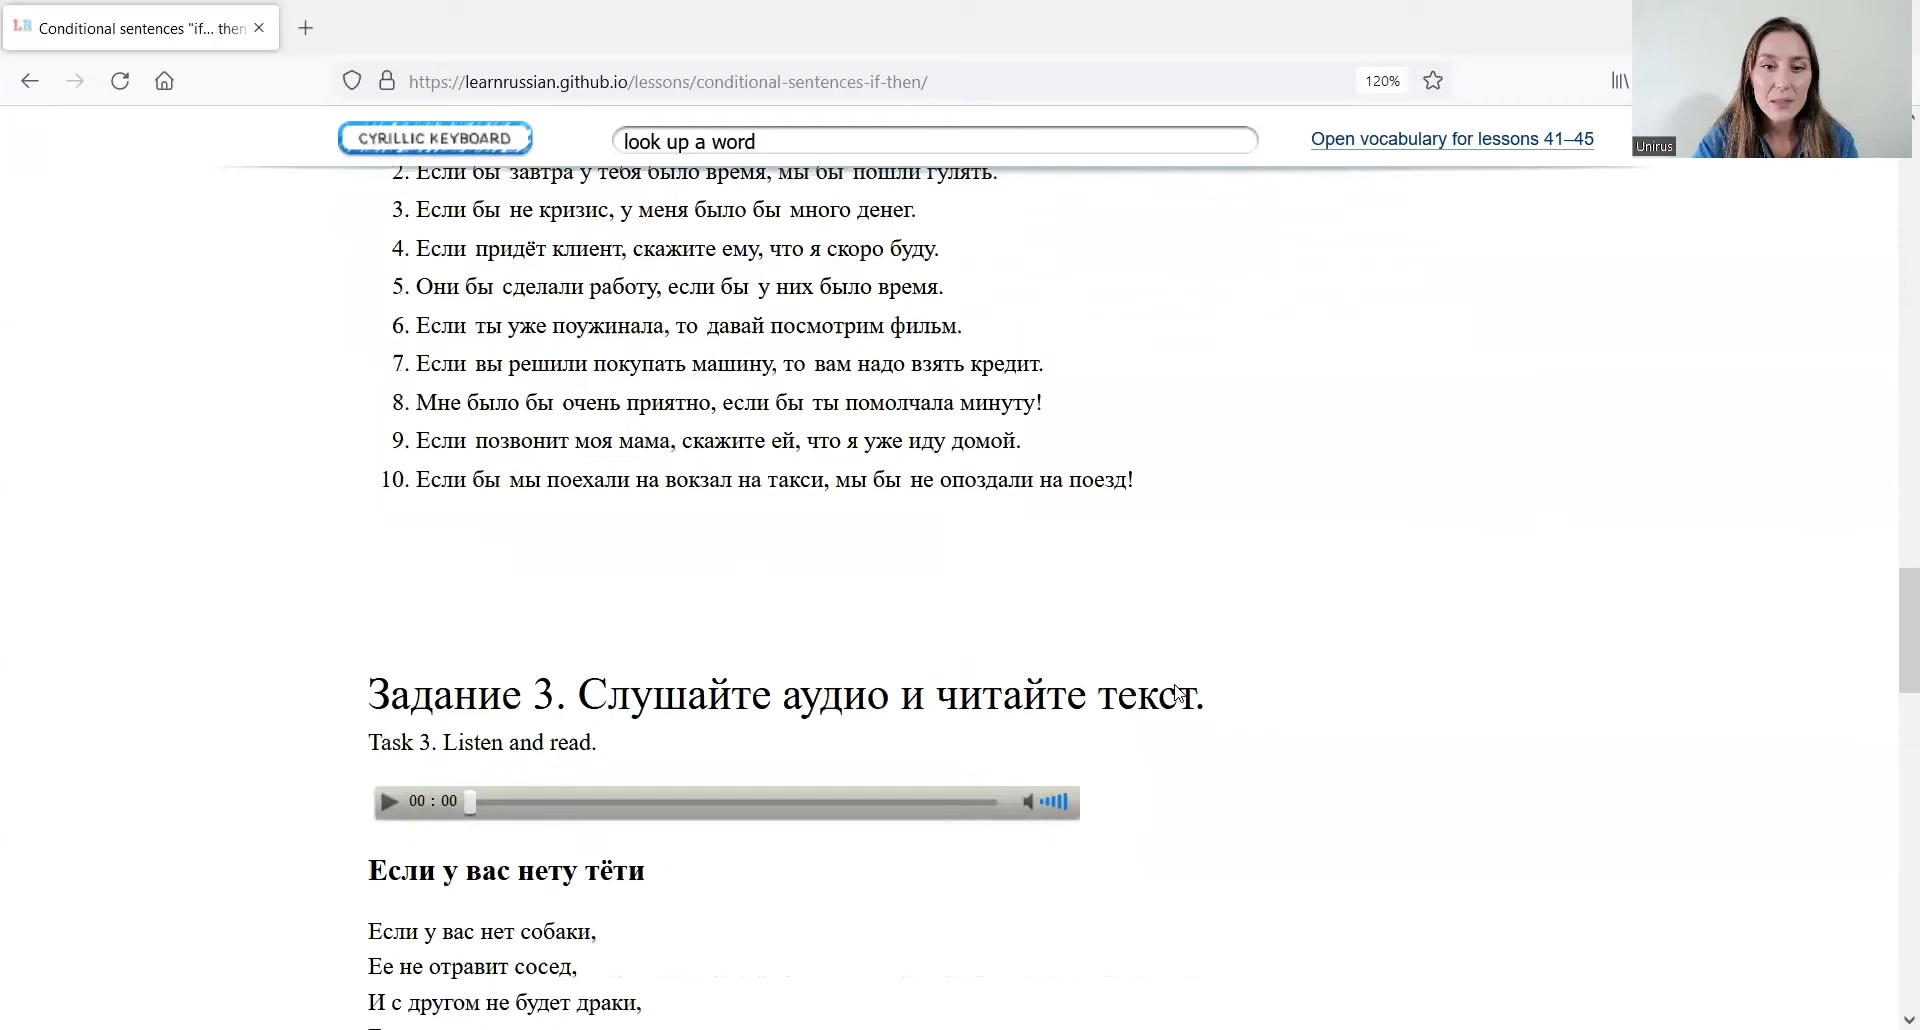 LR Conditional sentences "if... then
https://learnrussian.github.io/lessons/conditional-sentences-if-then/ 120%
CYRILLIC KEYBOARD look up a word Open vocabulary for lessons 41–45
Unirus
2. Если бы завтра у тебя было время, мы бы пошли гулять.
3. Если бы не кризис, у меня было бы много денег.
4. Если придёт клиент, скажите ему, что я скоро буду.
5. Они бы сделали работу, если бы у них было время.
6. Если ты уже поужинала, то давай посмотрим фильм.
7. Если вы решили покупать машину, то вам надо взять кредит.
8. Мне было бы очень приятно, если бы ты помолчала минуту!
9. Если позвонит моя мама, скажите ей, что я уже иду домой.
10. Если бы мы поехали на вокзал на такси, мы бы не опоздали на поезд!
Задание 3. Слушайте аудио и читайте текст.
Task 3. Listen and read.
00 : 00
Если у вас нету тёти
Если у вас нет собаки,
Ее не отравит сосед,
И с другом не будет драки,